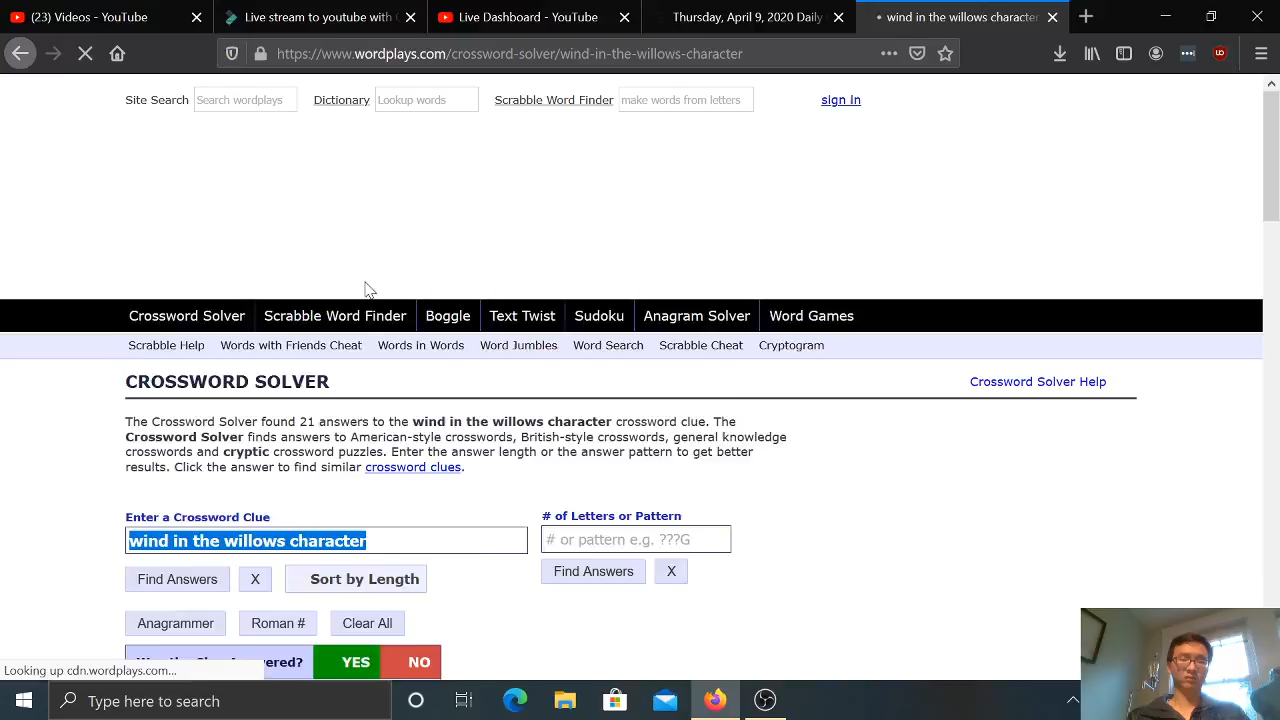 (23) Videos - YouTube
Live stream to youtube with
Live Dashboard - YouTube
Thursday, April 9, 2020 Daily
wind in the willows character
https://www.wordplays.com/crossword-solver/wind-in-the-willows-character
Site Search Search wordplays Dictionary Lookup words Scrabble Word Finder make words from letters sign in
Crossword Solver Scrabble Word Finder Boggle Text Twist Sudoku Anagram Solver Word Games
Scrabble Help Words with Friends Cheat Words in Words Word Jumbles Word Search Scrabble Cheat Cryptogram
CROSSWORD SOLVER Crossword Solver Help
The Crossword Solver found 21 answers to the wind in the willows character crossword clue. The
Crossword Solver finds answers to American-style crosswords, British-style crosswords, general knowledge
crosswords and cryptic crossword puzzles. Enter the answer length or the answer pattern to get better
results. Click the answer to find similar crossword clues.
Enter a Crossword Clue # of Letters or Pattern
wind in the willows character # or pattern e.g. ???G
Find Answers X Sort by Length Find Answers X
Anagrammer Roman # Clear All
YES NO
Looking up cdn.wordplays.com...
Type here to search